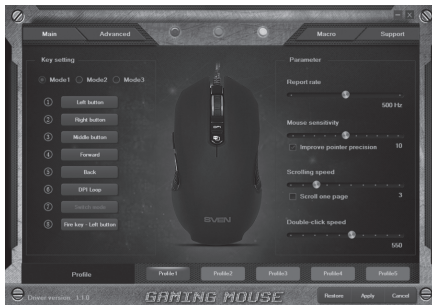 Main Advanced Macro Support
Key setting
Mode1 Mode2 Mode3
1 Left button
2 Right button
3 Middle button
4 Forward
5 Back
6 DPI Loop
7 Switch mode
8 Fire key - Left button
DPI
SVEN
Parameter
Report rate
500 Hz
Mouse sensitivity
Improve pointer precision 10
Scrolling speed
Scroll one page 3
Double-click speed
550
Profile Profile1 Profile2 Profile3 Profile4 Profile5
Driver version: 1.1.0 GAMING MOUSE Restore Apply Cancel